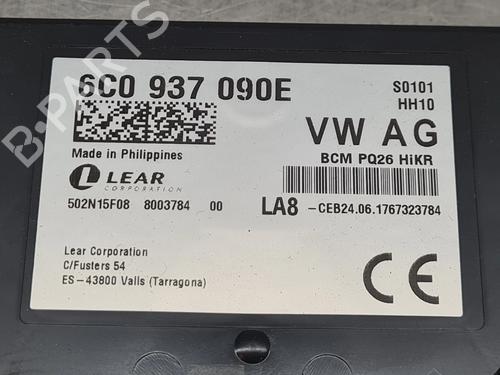 6C0 937 090E
S0101
HH10
VW AG
BCM PQ26 HiKR
Made in Philippines
LEAR
CORPORATION
502N15F08 8003784 00
LA8 -CEB24.06.1767323784
Lear Corporation
C/Fusters 54
ES-43800 Valls (Tarragona)
CE
B-PARTS